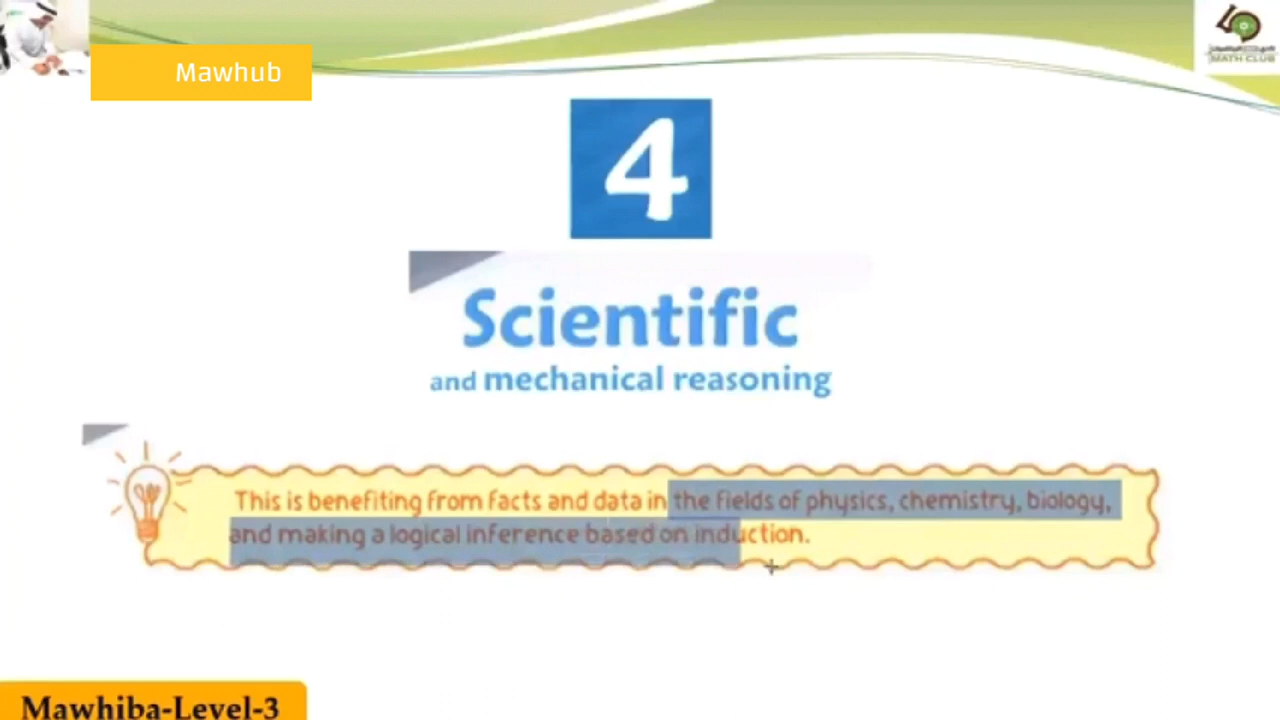 Mawhub
MATH CLUB
4
Scientific
and mechanical reasoning
This is benefiting from facts and data in the fields of physics, chemistry, biology,
and making a logical inference based on induction.
Mawhiba-Level-3